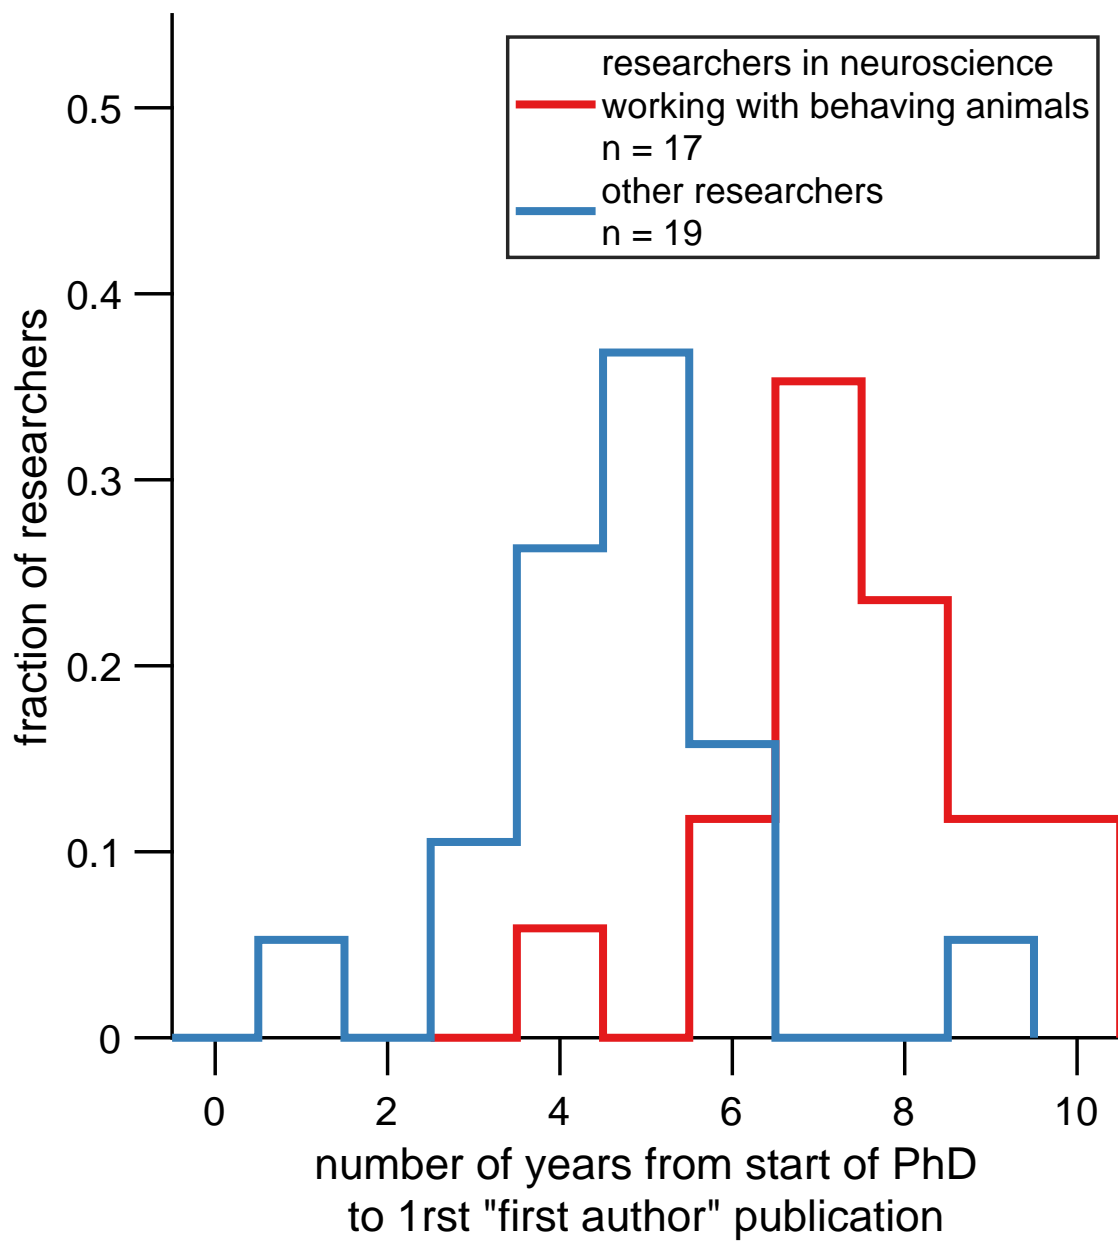 researchers in neuroscience
working with behaving animals
n = 17
other researchers
n = 19
0.5
0.4
0.3
0.2
0.1
0
fraction of researchers
0 2 4 6 8 10
number of years from start of PhD
to 1rst "first author" publication